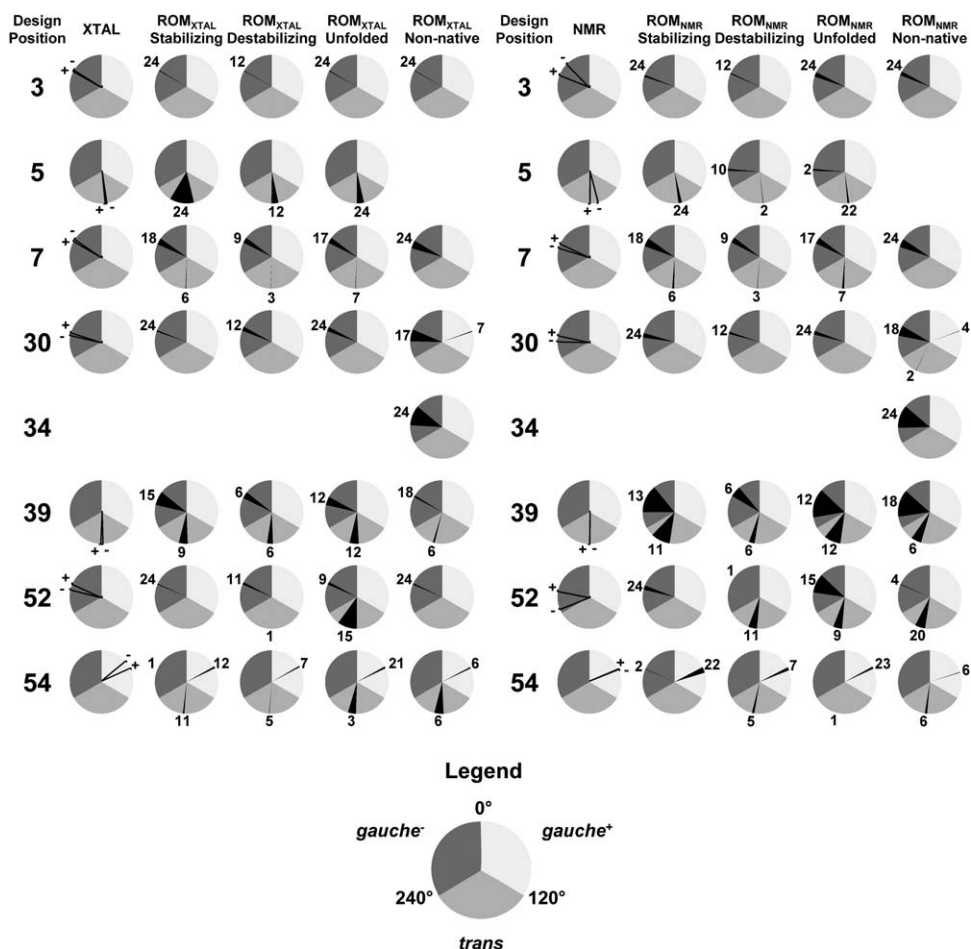 Design Position XTAL ROMXTAL Stabilizing ROMXTAL Destabilizing ROMXTAL Unfolded ROMXTAL Non-native Design Position NMR ROMNMR Stabilizing ROMNMR Destabilizing ROMNMR Unfolded ROMNMR Non-native
3 - + 24 12 24 24 3 - + 24 12 24 24
5 + - 24 12 24 5 + - 24 10 2 2 22
7 - + 18 6 9 3 17 7 24 7 + - 18 6 9 3 17 7 24
30 + - 24 12 24 17 7 30 + - 24 12 24 18 4 2
34 24 34 24
39 + - 15 9 6 6 12 12 18 6 39 + - 13 11 6 6 12 12 18 6
52 + - 24 11 1 9 15 24 52 + - 24 1 11 15 9 4 20
54 - + 1 12 11 7 5 21 3 6 6 54 + - 2 22 7 5 23 1 6 6
Legend
0°
gauche- gauche+
240° 120°
trans